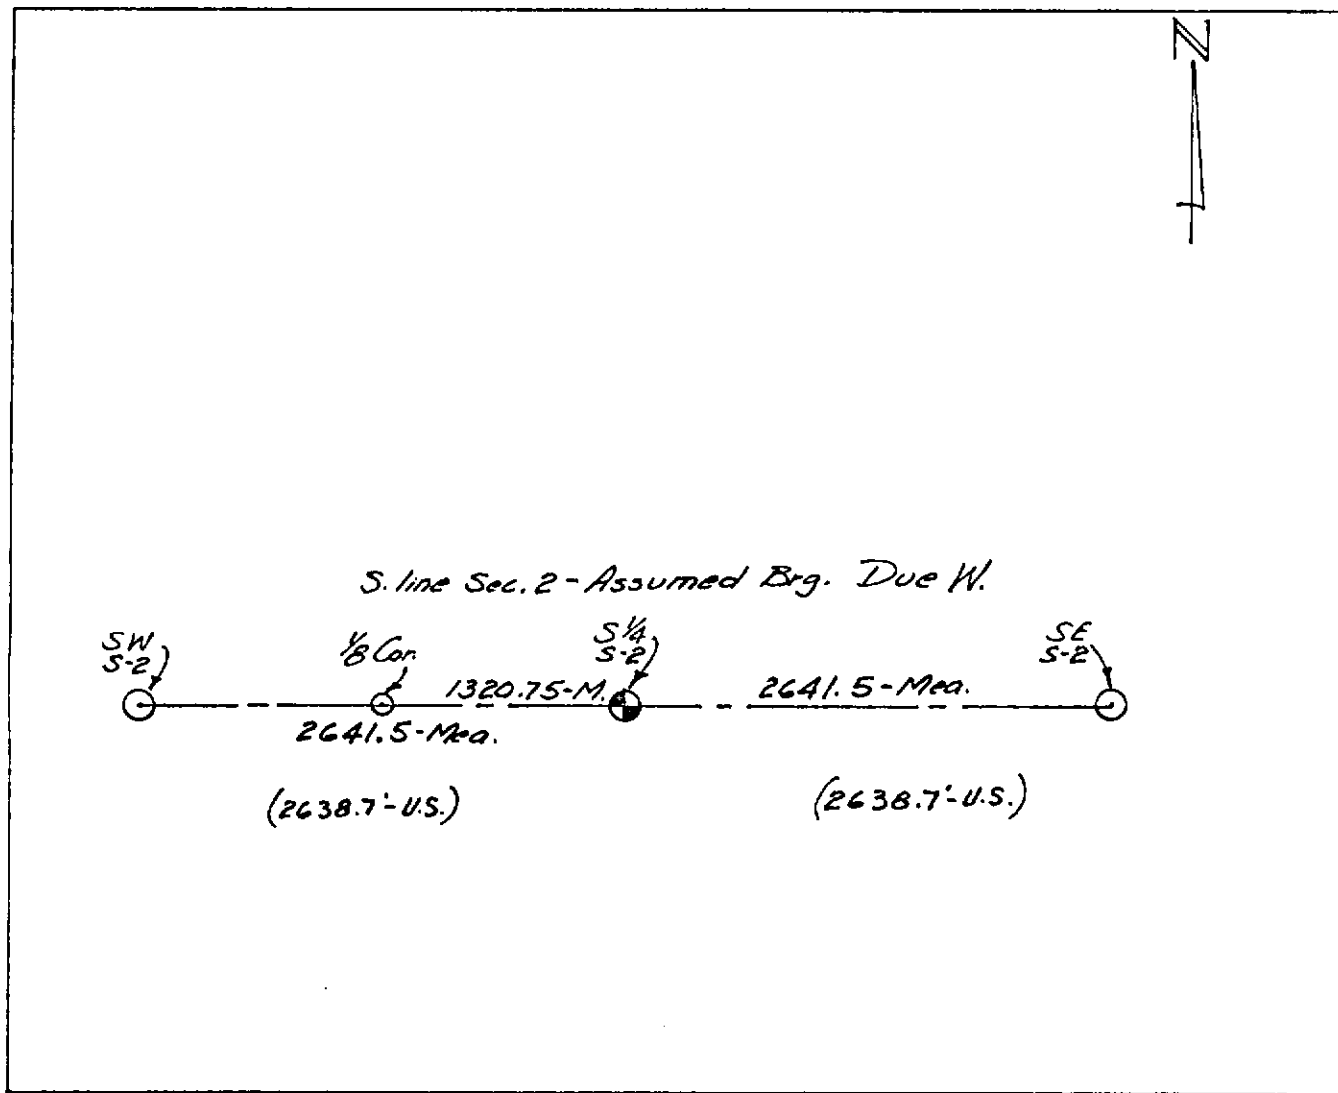 N
S. line Sec. 2 - Assumed Brg. Due W.
SW
S-2
1/8 Cor.
S 1/4
S-2
SE
S-2
1320.75-M.
2641.5-Mea.
2641.5-Mea.
(2638.7'-U.S.)
(2638.7'-U.S.)